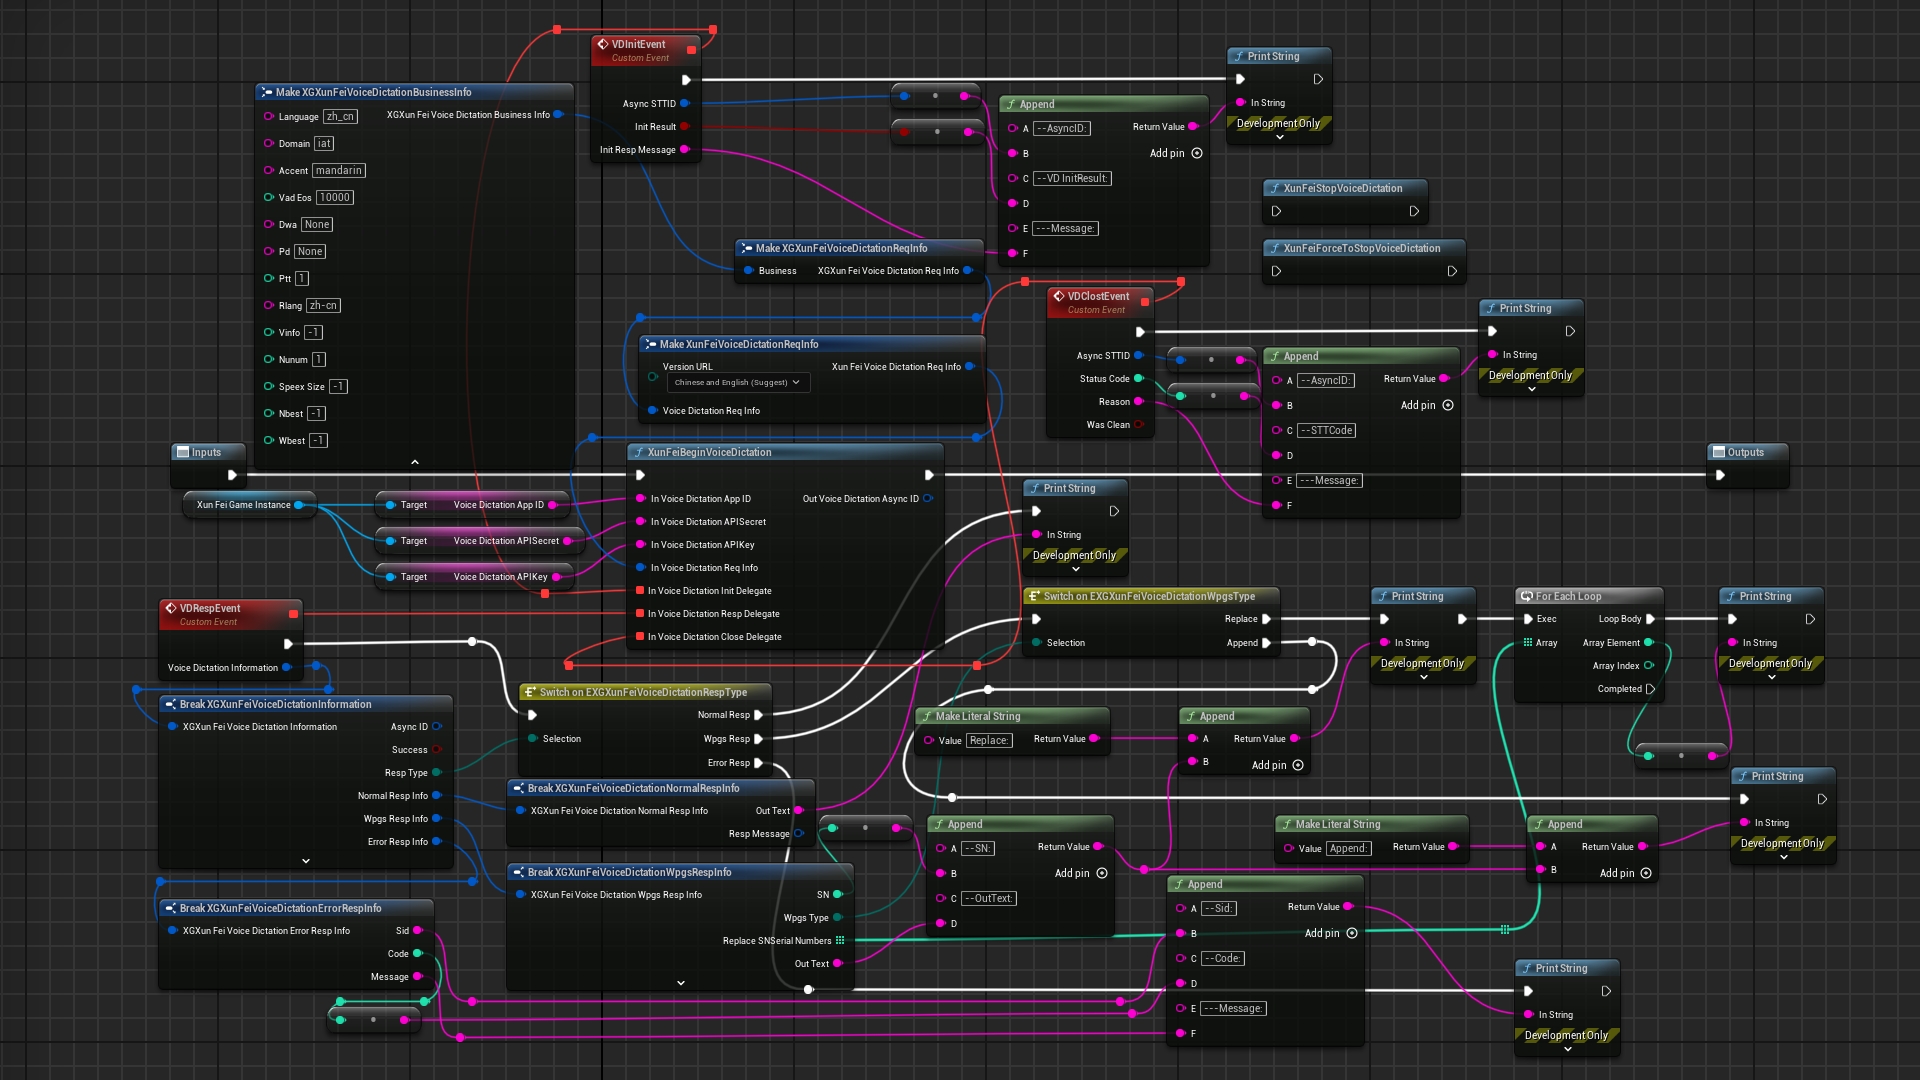 VDInitEvent
Custom Event
Async STTID
Init Result
Init Resp Message
Print String
In String
Development Only
Make XGXunFeiVoiceDictationBusinessInfo
Language zh_cn
XGXun Fei Voice Dictation Business Info
Domain iat
Accent mandarin
Vad Eos 10000
Dwa None
Pd None
Ptt 1
Rlang zh-cn
Vinfo -1
Nunum 1
Speex Size -1
Nbest -1
Wbest -1
Append
A --AsyncID:
Return Value
B
Add pin
C --VD InitResult:
D
E ---Message:
F
XunFeiStopVoiceDictation
XunFeiForceToStopVoiceDictation
Make XGXunFeiVoiceDictationReqInfo
Business
XGXun Fei Voice Dictation Req Info
VDClostEvent
Custom Event
Async STTID
Status Code
Reason
Was Clean
Print String
In String
Development Only
Make XunFeiVoiceDictationReqInfo
Version URL
Chinese and English (Suggest)
Xun Fei Voice Dictation Req Info
Voice Dictation Req Info
Append
A --AsyncID:
Return Value
B
Add pin
C --STTCode
D
E ---Message:
F
Inputs
Outputs
XunFeiBeginVoiceDictation
In Voice Dictation App ID
Out Voice Dictation Async ID
In Voice Dictation APISecret
In Voice Dictation APIKey
In Voice Dictation Req Info
In Voice Dictation Init Delegate
In Voice Dictation Resp Delegate
In Voice Dictation Close Delegate
Xun Fei Game Instance
Target Voice Dictation App ID
Target Voice Dictation APISecret
Target Voice Dictation APIKey
Print String
In String
Development Only
VDRespEvent
Custom Event
Voice Dictation Information
Switch on EXGXunFeiVoiceDictationWpgsType
Replace
Selection
Append
Print String
In String
Development Only
For Each Loop
Exec
Loop Body
Array
Array Element
Array Index
Completed
Print String
In String
Development Only
Switch on EXGXunFeiVoiceDictationRespType
Normal Resp
Selection
Wpgs Resp
Error Resp
Break XGXunFeiVoiceDictationInformation
XGXun Fei Voice Dictation Information
Async ID
Success
Resp Type
Normal Resp Info
Wpgs Resp Info
Error Resp Info
Make Literal String
Value Replace:
Return Value
Append
A
Return Value
B
Add pin
Print String
In String
Development Only
Break XGXunFeiVoiceDictationNormalRespInfo
XGXun Fei Voice Dictation Normal Resp Info
Out Text
Resp Message
Append
A --SN:
Return Value
B
Add pin
C --OutText:
D
Make Literal String
Value Append:
Return Value
Append
A
Return Value
B
Add pin
Break XGXunFeiVoiceDictationWpgsRespInfo
XGXun Fei Voice Dictation Wpgs Resp Info
SN
Wpgs Type
Replace SNSerial Numbers
Out Text
Break XGXunFeiVoiceDictationErrorRespInfo
XGXun Fei Voice Dictation Error Resp Info
Sid
Code
Message
Append
A --Sid:
Return Value
B
Add pin
C --Code:
D
E ---Message:
F
Print String
In String
Development Only